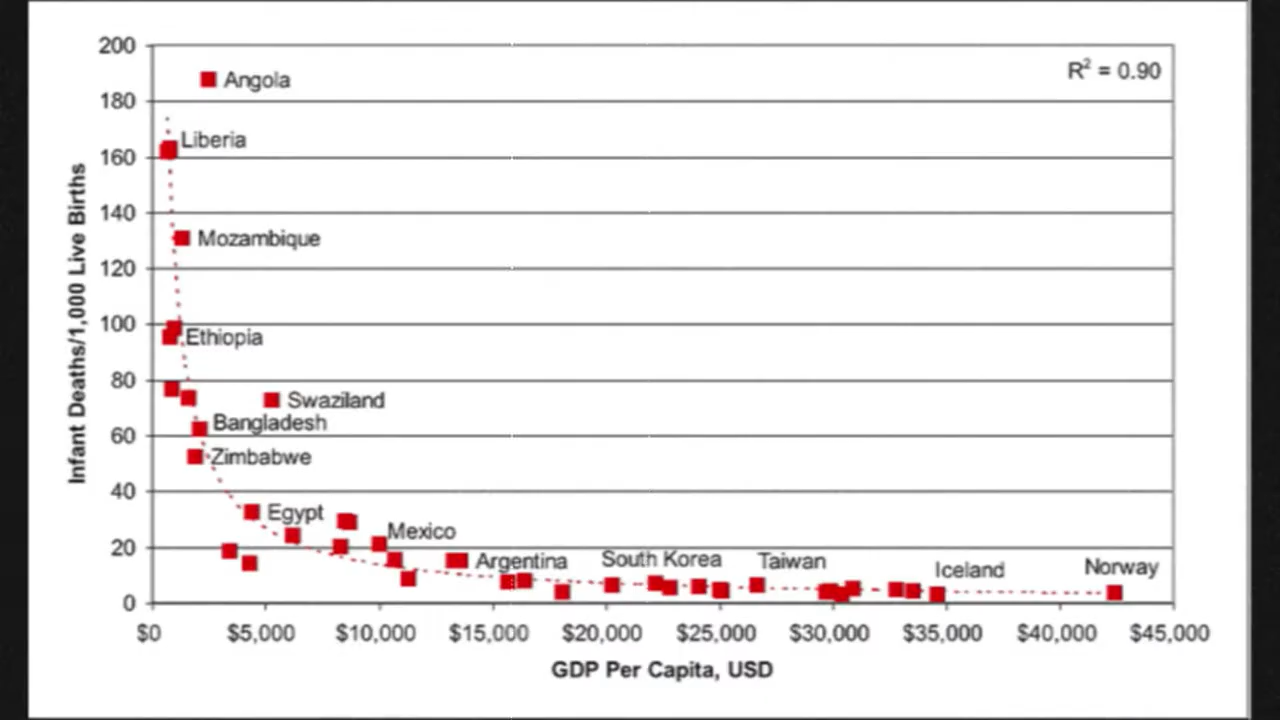 200
R² = 0.90
Angola
180
Liberia
160
140
Mozambique
120
100
Ethiopia
80
Swaziland
Bangladesh
60
Zimbabwe
40
Egypt
Mexico
20
Argentina
South Korea
Taiwan
Iceland
Norway
0
Infant Deaths/1,000 Live Births
$0 $5,000 $10,000 $15,000 $20,000 $25,000 $30,000 $35,000 $40,000 $45,000
GDP Per Capita, USD